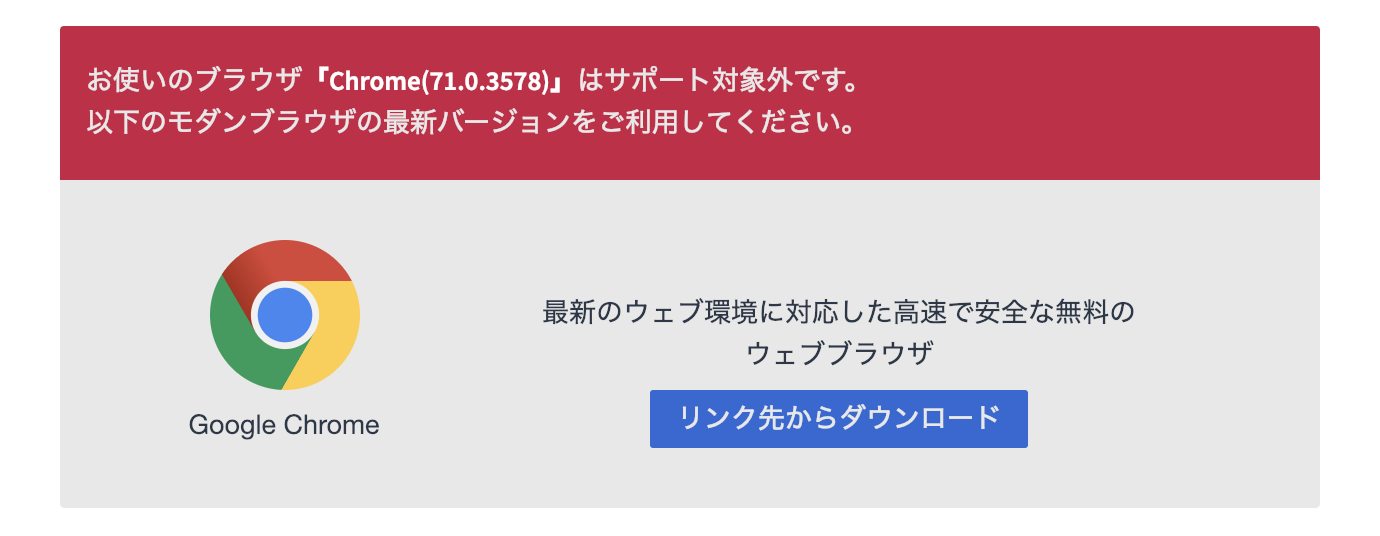 お使いのブラウザ『Chrome(71.0.3578)』はサポート対象外です。
以下のモダンブラウザの最新バージョンをご利用してください。
最新のウェブ環境に対応した高速で安全な無料の
ウェブブラウザ
リンク先からダウンロード
Google Chrome